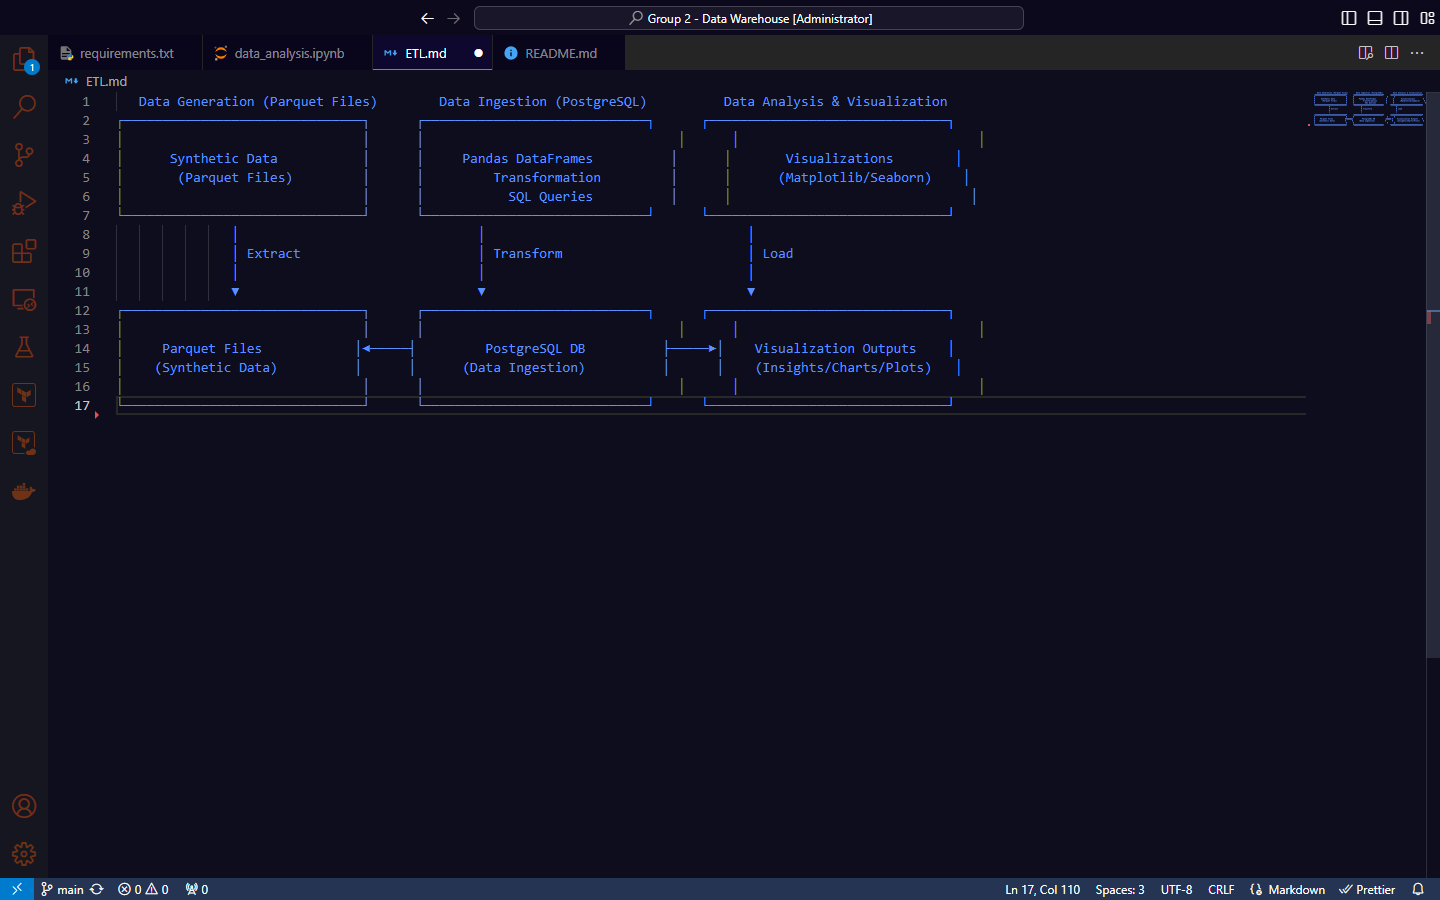 Group 2 - Data Warehouse [Administrator]
requirements.txt
data_analysis.ipynb
ETL.md
README.md
1
ETL.md
1 Data Generation (Parquet Files) Data Ingestion (PostgreSQL) Data Analysis & Visualization
2
3
4 Synthetic Data Pandas DataFrames Visualizations
5 (Parquet Files) Transformation (Matplotlib/Seaborn)
6 SQL Queries
7
8
9 Extract Transform Load
10
11
12
13
14 Parquet Files PostgreSQL DB Visualization Outputs
15 (Synthetic Data) (Data Ingestion) (Insights/Charts/Plots)
16
17
main 0 0 0 Ln 17, Col 110 Spaces: 3 UTF-8 CRLF Markdown Prettier